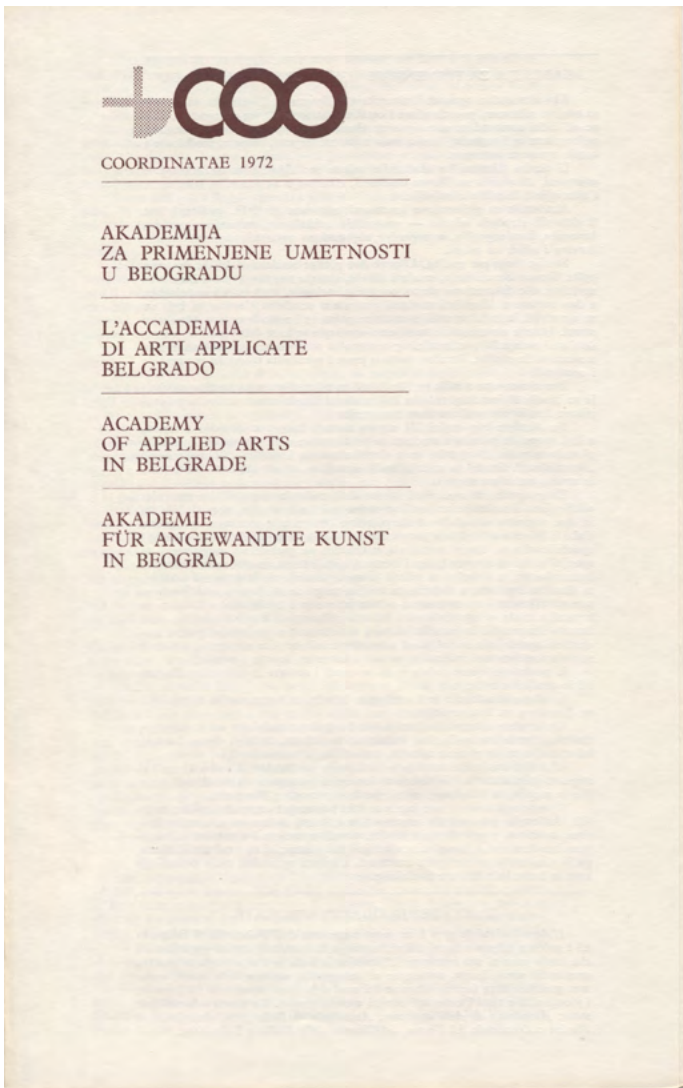 COO
COORDINATAE 1972
AKADEMIJA
ZA PRIMENJENE UMETNOSTI
U BEOGRADU
L'ACCADEMIA
DI ARTI APPLICATE
BELGRADO
ACADEMY
OF APPLIED ARTS
IN BELGRADE
AKADEMIE
FÜR ANGEWANDTE KUNST
IN BEOGRAD